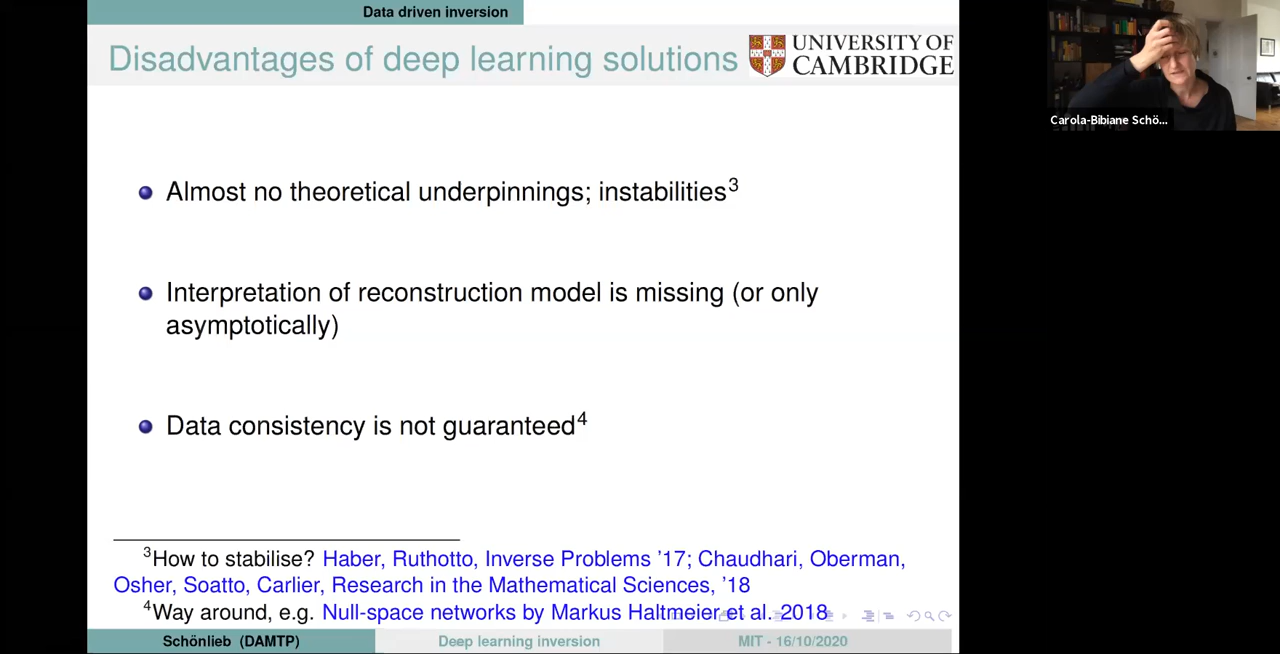 Data driven inversion
Disadvantages of deep learning solutions
UNIVERSITY OF
CAMBRIDGE
Carola-Bibiane Schö...
Almost no theoretical underpinnings; instabilities3
Interpretation of reconstruction model is missing (or only
asymptotically)
Data consistency is not guaranteed4
3How to stabilise? Haber, Ruthotto, Inverse Problems '17; Chaudhari, Oberman,
Osher, Soatto, Carlier, Research in the Mathematical Sciences, '18
4Way around, e.g. Null-space networks by Markus Haltmeier et al. 2018
Schönlieb (DAMTP)
Deep learning inversion
MIT - 16/10/2020